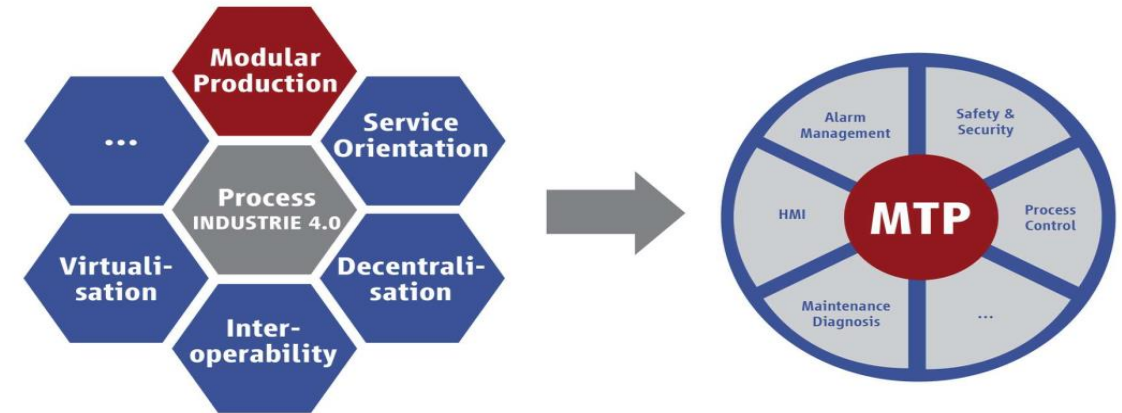 Modular
Production
...
Service
Orientation
Process
INDUSTRIE 4.0
Virtuali-
sation
Decentrali-
sation
Inter-
operability
Alarm
Management
Safety &
Security
HMI
MTP
Process
Control
Maintenance
Diagnosis
...